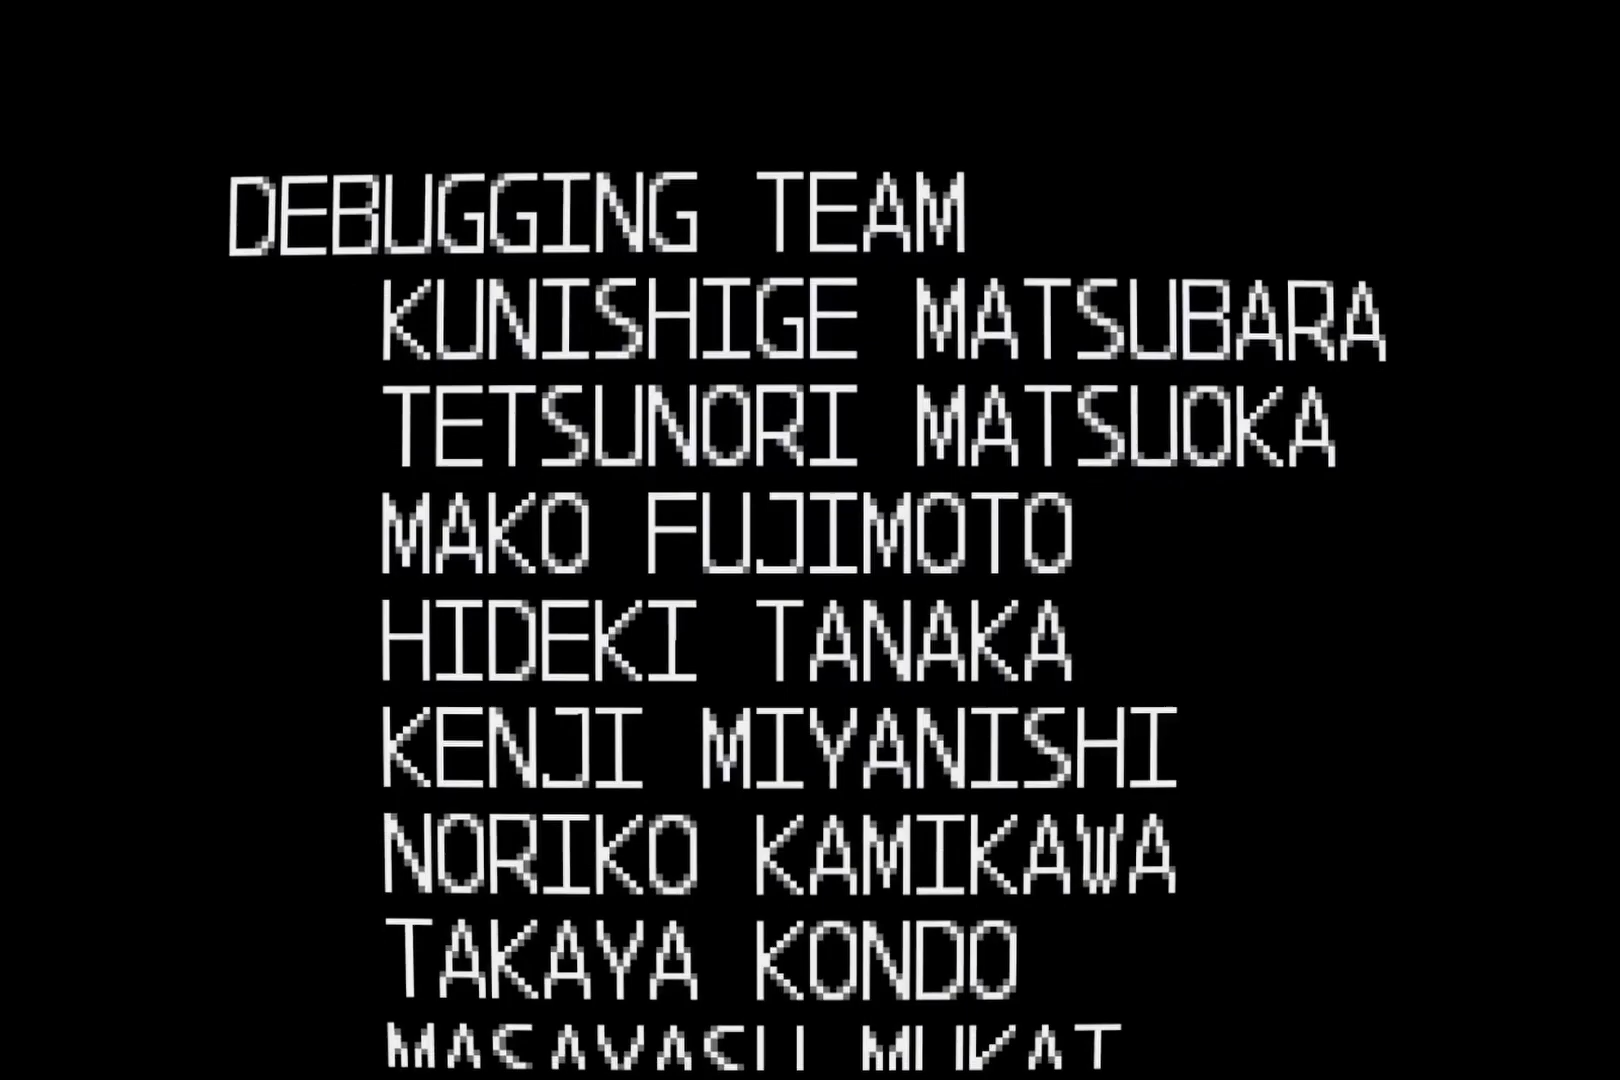 DEBUGGING TEAM
KUNISHIGE MATSUBARA
TETSUNORI MATSUOKA
MAKO FUJIMOTO
HIDEKI TANAKA
KENJI MIYANISHI
NORIKO KAMIKAWA
TAKAYA KONDO